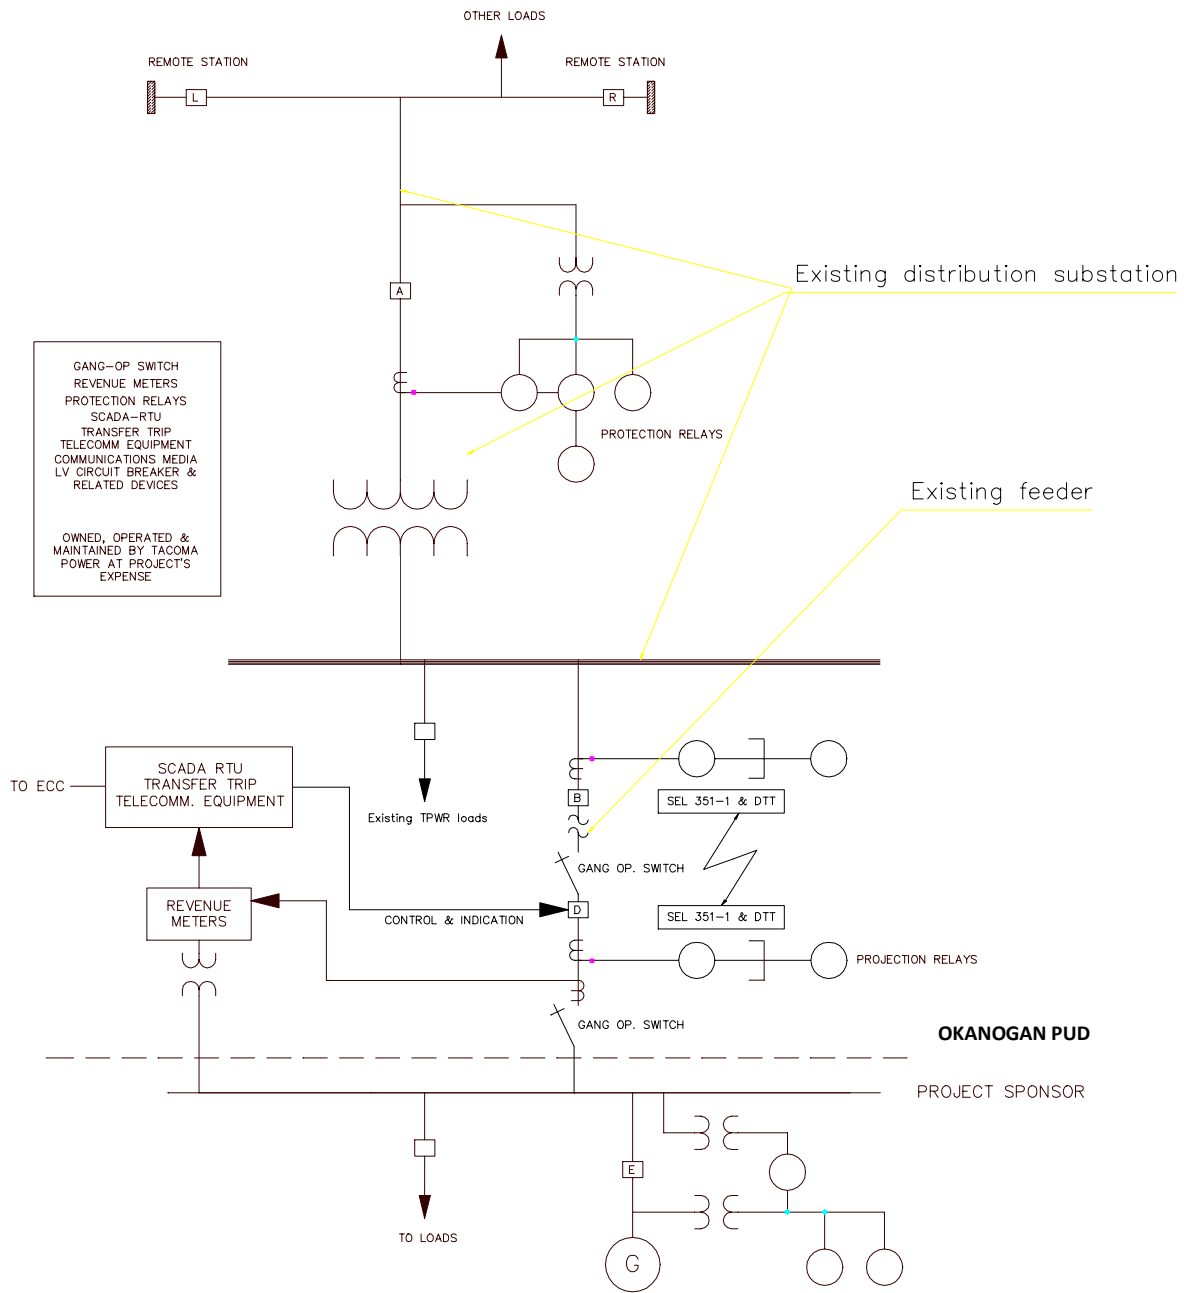 OTHER LOADS
REMOTE STATION
REMOTE STATION
L
R
Existing distribution substation
A
GANG-OP SWITCH
REVENUE METERS
PROTECTION RELAYS
SCADA-RTU
TRANSFER TRIP
TELECOMM EQUIPMENT
COMMUNICATIONS MEDIA
LV CIRCUIT BREAKER &
RELATED DEVICES
OWNED, OPERATED &
MAINTAINED BY TACOMA
POWER AT PROJECT'S
EXPENSE
PROTECTION RELAYS
Existing feeder
SCADA RTU
TRANSFER TRIP
TELECOMM. EQUIPMENT
TO ECC
Existing TPWR loads
B
SEL 351-1 & DTT
GANG OP. SWITCH
REVENUE
METERS
CONTROL & INDICATION
D
SEL 351-1 & DTT
PROJECTION RELAYS
GANG OP. SWITCH
OKANOGAN PUD
PROJECT SPONSOR
E
TO LOADS
G